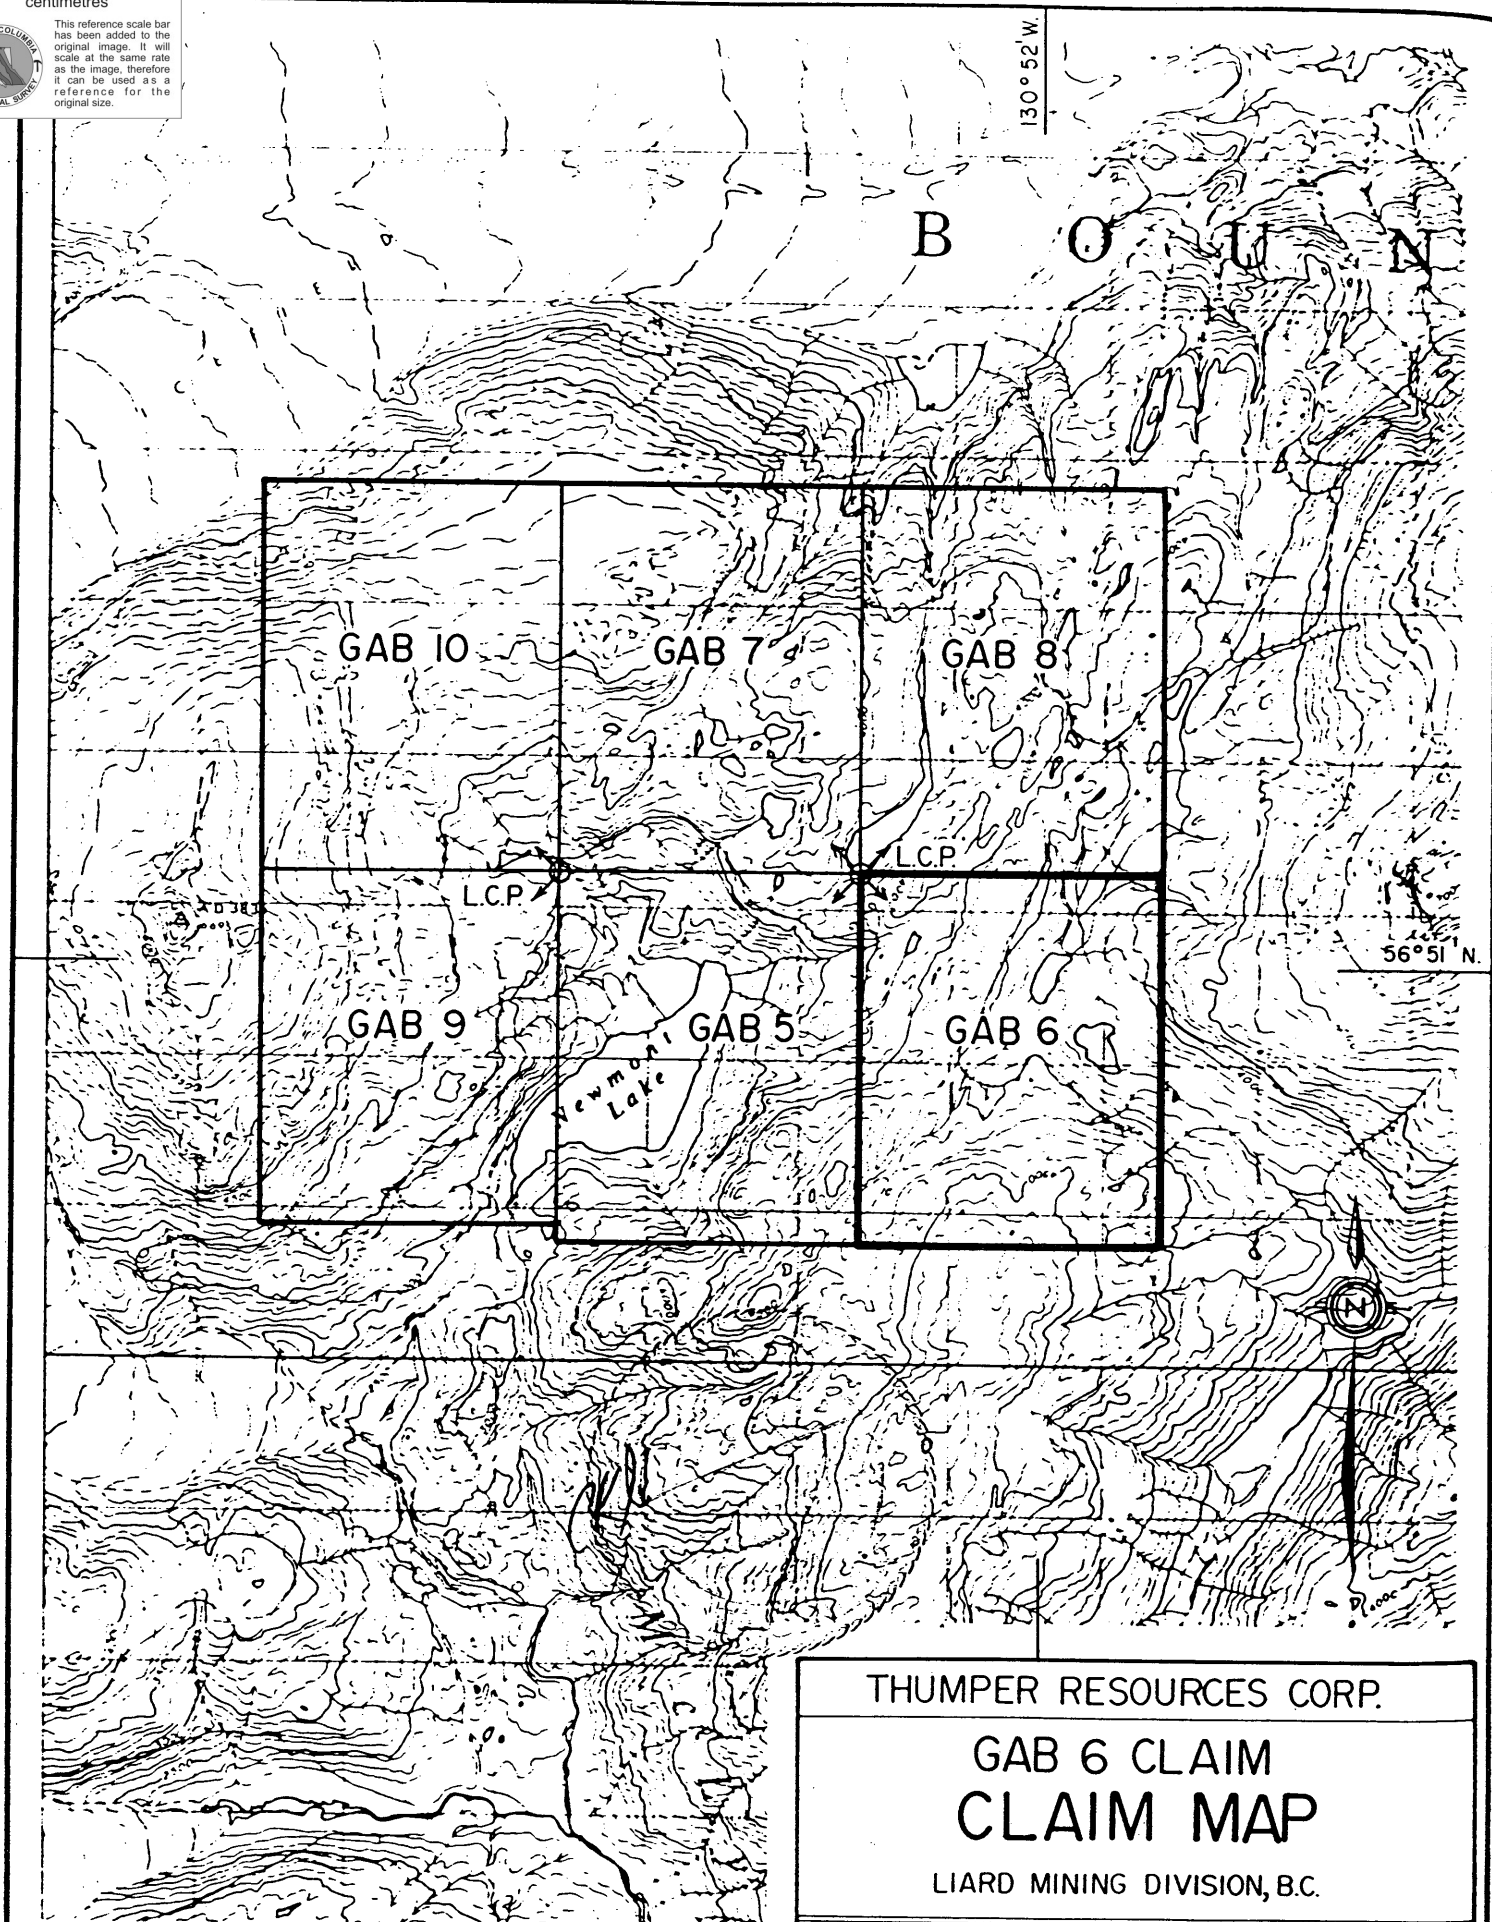 centimetres
This reference scale bar
has been added to the
original image. It will
scale at the same rate
as the image, therefore
it can be used as a
reference for the
original size.
130° 52' W.
B O U N
GAB 10
GAB 7
GAB 8
L.C.P.
L.C.P.
56° 51' N.
GAB 9
GAB 5
GAB 6
Newmont
Lake
N
THUMPER RESOURCES CORP.
GAB 6 CLAIM
CLAIM MAP
LIARD MINING DIVISION, B.C.